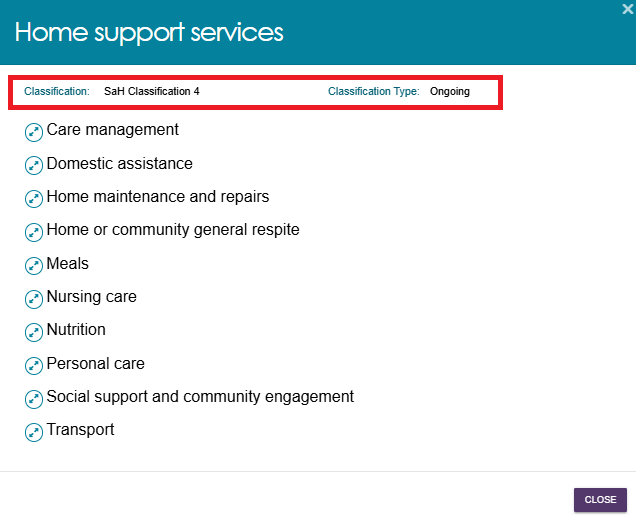 Home support services
Classification: SaH Classification 4 Classification Type: Ongoing
Care management
Domestic assistance
Home maintenance and repairs
Home or community general respite
Meals
Nursing care
Nutrition
Personal care
Social support and community engagement
Transport
CLOSE